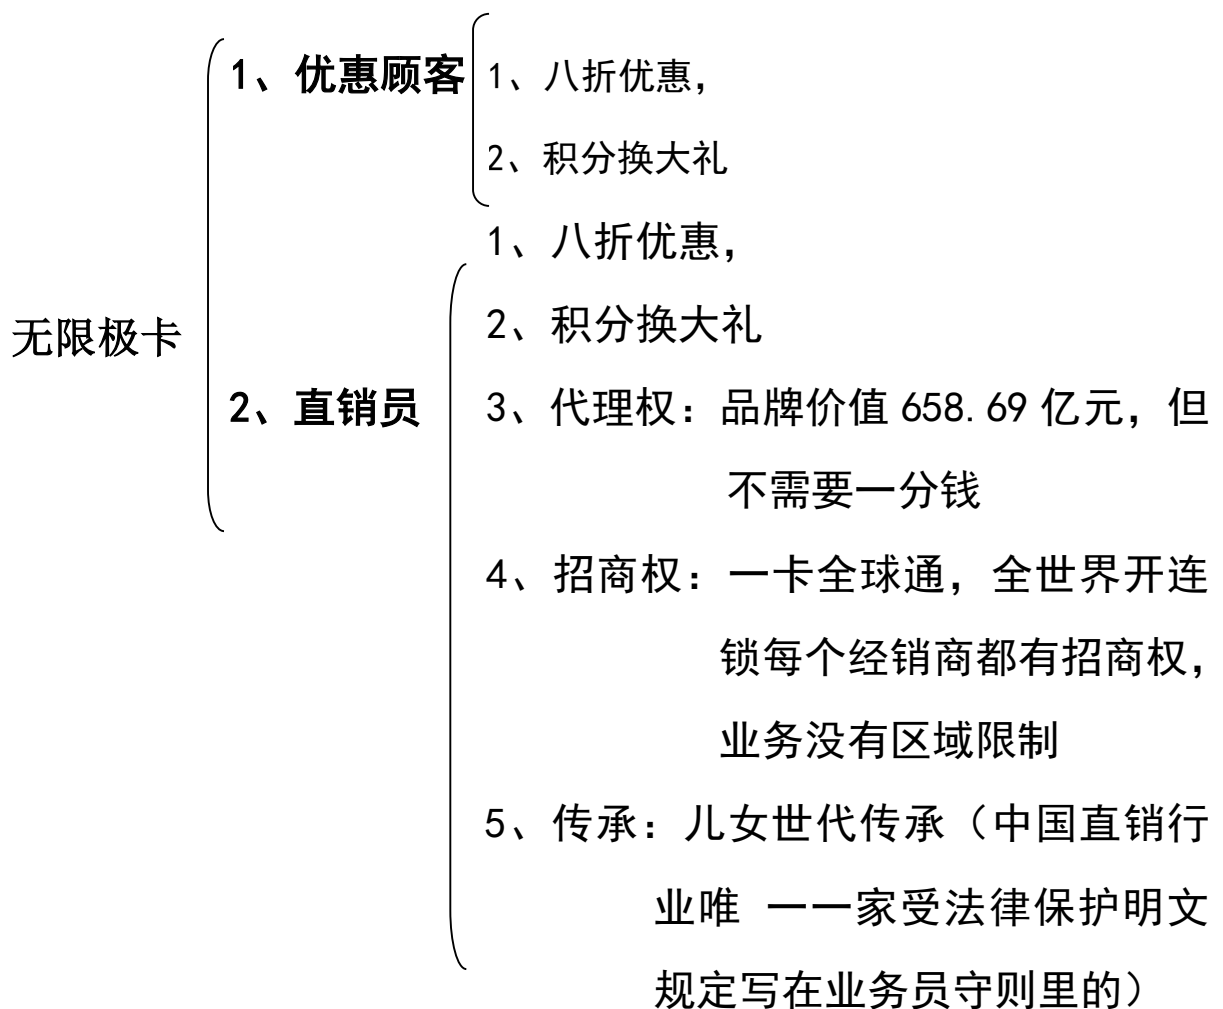 1、优惠顾客
1、八折优惠，
2、积分换大礼
无限极卡
2、直销员
1、八折优惠，
2、积分换大礼
3、代理权：品牌价值 658.69 亿元，但
不需要一分钱
4、招商权：一卡全球通，全世界开连
锁每个经销商都有招商权，
业务没有区域限制
5、传承：儿女世代传承（中国直销行
业唯 一一家受法律保护明文
规定写在业务员守则里的）